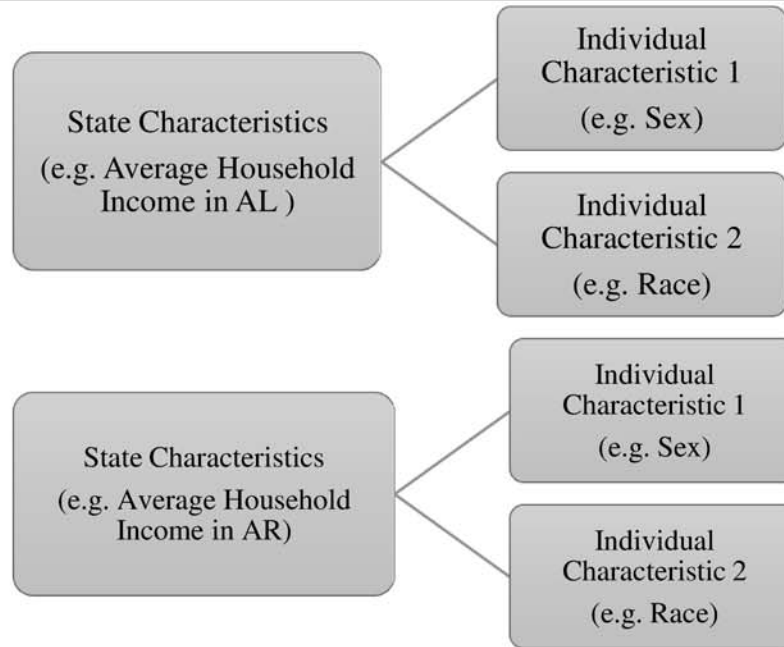 State Characteristics
(e.g. Average Household
Income in AL )
Individual
Characteristic 1
(e.g. Sex)
Individual
Characteristic 2
(e.g. Race)
State Characteristics
(e.g. Average Household
Income in AR)
Individual
Characteristic 1
(e.g. Sex)
Individual
Characteristic 2
(e.g. Race)